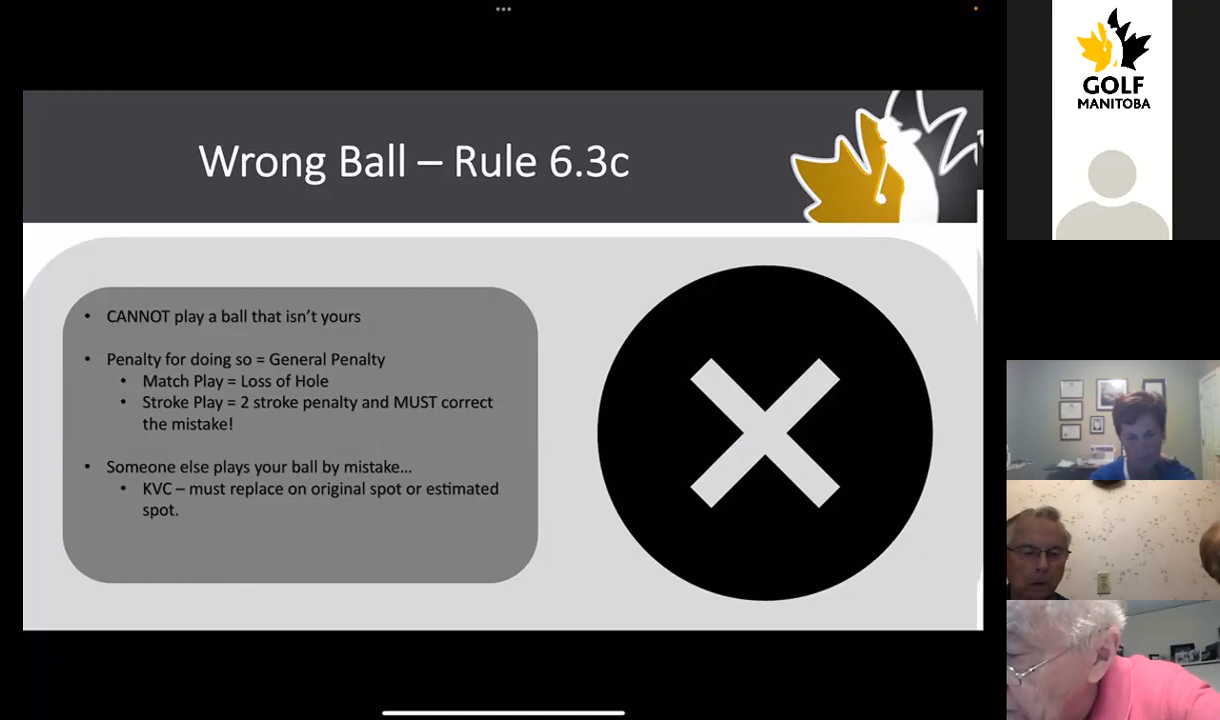 Wrong Ball – Rule 6.3c
• CANNOT play a ball that isn't yours
• Penalty for doing so = General Penalty
• Match Play = Loss of Hole
• Stroke Play = 2 stroke penalty and MUST correct
the mistake!
• Someone else plays your ball by mistake...
• KVC – must replace on original spot or estimated
spot.
GOLF
MANITOBA